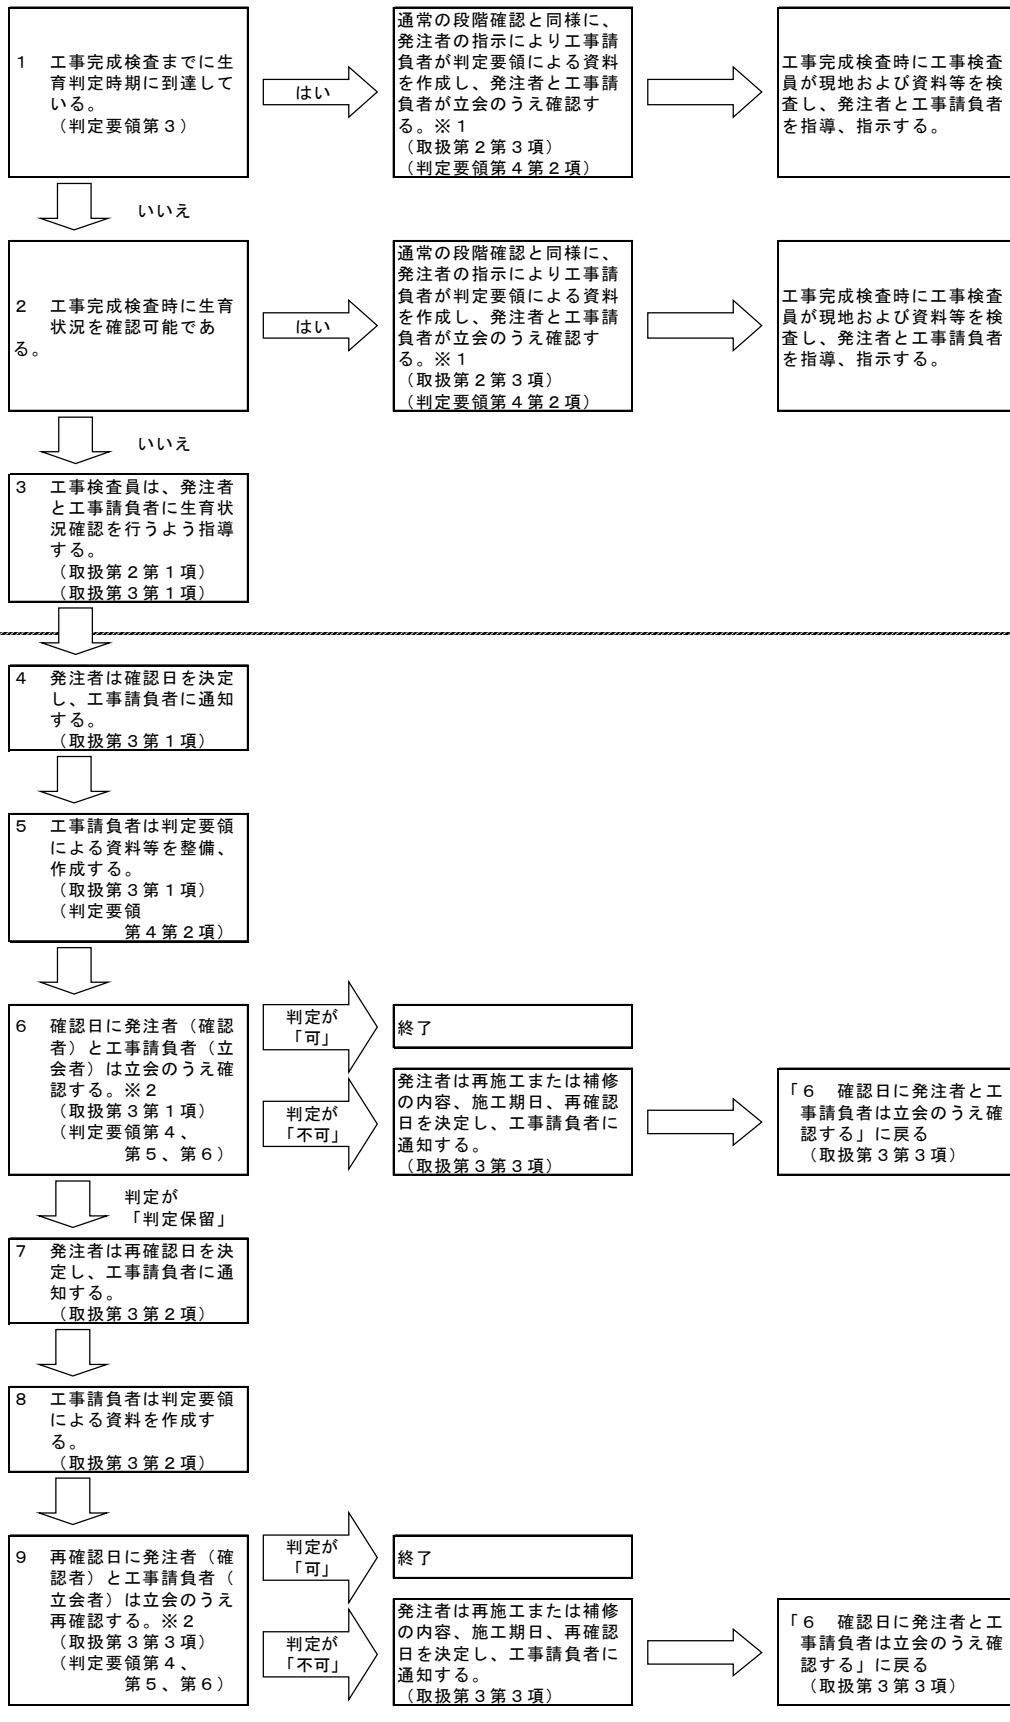 1　工事完成検査までに生
育判定時期に到達して
いる。
（判定要領第３）
はい
通常の段階確認と同様に、
発注者の指示により工事請
負者が判定要領による資料
を作成し、発注者と工事請
負者が立会のうえ確認す
る。※１
（取扱第２第３項）
（判定要領第４第２項）
工事完成検査時に工事検査
員が現地および資料等を検
査し、発注者と工事請負者
を指導、指示する。
いいえ
2　工事完成検査時に生育
状況を確認可能であ
る。
はい
通常の段階確認と同様に、
発注者の指示により工事請
負者が判定要領による資料
を作成し、発注者と工事請
負者が立会のうえ確認す
る。※１
（取扱第２第３項）
（判定要領第４第２項）
工事完成検査時に工事検査
員が現地および資料等を検
査し、発注者と工事請負者
を指導、指示する。
いいえ
3　工事検査員は、発注者
と工事請負者に生育状
況確認を行うよう指導
する。
（取扱第２第１項）
（取扱第３第１項）
4　発注者は確認日を決定
し、工事請負者に通知
する。
（取扱第３第１項）
5　工事請負者は判定要領
による資料等を整備、
作成する。
（取扱第３第１項）
（判定要領
第４第２項）
6　確認日に発注者（確認
者）と工事請負者（立
会者）は立会のうえ確
認する。※２
（取扱第３第１項）
（判定要領第４、
第５、第６）
判定が
「可」
終了
判定が
「不可」
発注者は再施工または補修
の内容、施工期日、再確認
日を決定し、工事請負者に
通知する。
（取扱第３第３項）
「６　確認日に発注者と工
事請負者は立会のうえ確
認する」に戻る
（取扱第３第３項）
判定が
「判定保留」
7　発注者は再確認日を決
定し、工事請負者に通
知する。
（取扱第３第２項）
8　工事請負者は判定要領
による資料を作成す
る。
（取扱第３第２項）
9　再確認日に発注者（確
認者）と工事請負者（
立会者）は立会のうえ
再確認する。※２
（取扱第３第３項）
（判定要領第４、
第５、第６）
判定が
「可」
終了
判定が
「不可」
発注者は再施工または補修
の内容、施工期日、再確認
日を決定し、工事請負者に
通知する。
（取扱第３第３項）
「６　確認日に発注者と工
事請負者は立会のうえ確
認する」に戻る
（取扱第３第３項）